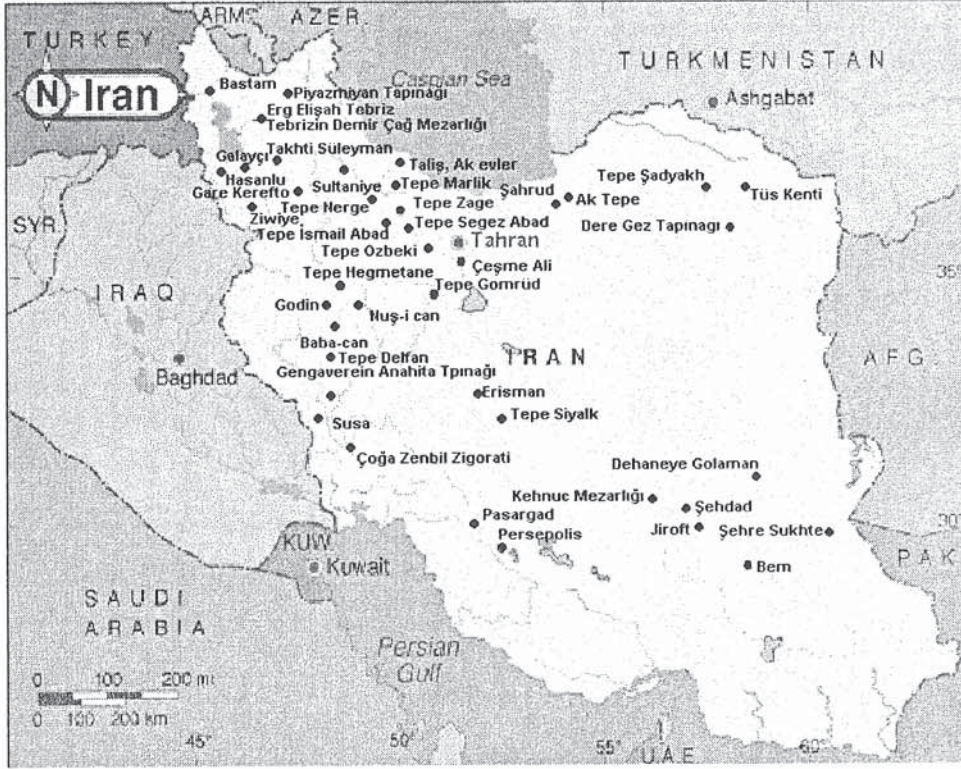 ARM
AZER.
TURKEY
Caspian Sea
TURKMENISTAN
N Iran
Bastam
Piyazmiyan Tapınağı
Ashgabat
Erg Elişah Tebriz
Tebrizin Demir Çağ Mezarlığı
Galayçı
Takhti Süleyman
Taliş, Ak evler
Hasanlu
Sultaniye
Tepe Marlik
Şahrud
Tepe Şadyakh
Gare Kerefto
Ak Tepe
Tüs Kenti
Tepe Nerge
Tepe Zage
Ziwiye
SYR.
Tepe İsmail Abad
Tepe Segez Abad
Dere Gez Tapınagı
Tahran
Tepe Ozbeki
Çeşme Ali
Tepe Hegmetane
35°
Tepe Gomrüd
IRAQ
Godin
Nuş-i can
Baba-can
IRAN
AFG.
Tepe Delfan
Baghdad
Gengaverein Anahita Tpınağı
Erisman
Tepe Siyalk
Susa
Çoğa Zenbil Zigorati
Dehaneye Golaman
Kehnuc Mezarlığı
Şehdad
Pasargad
30°
Jiroft
Şehre Sukhte
Persepolis
KUW.
PAK
Kuwait
Bem
SAUDI
ARABIA
Persian
Gulf
0 100 200 mi
0 100 200 km
45°
50°
55°
60°
U.A.E.